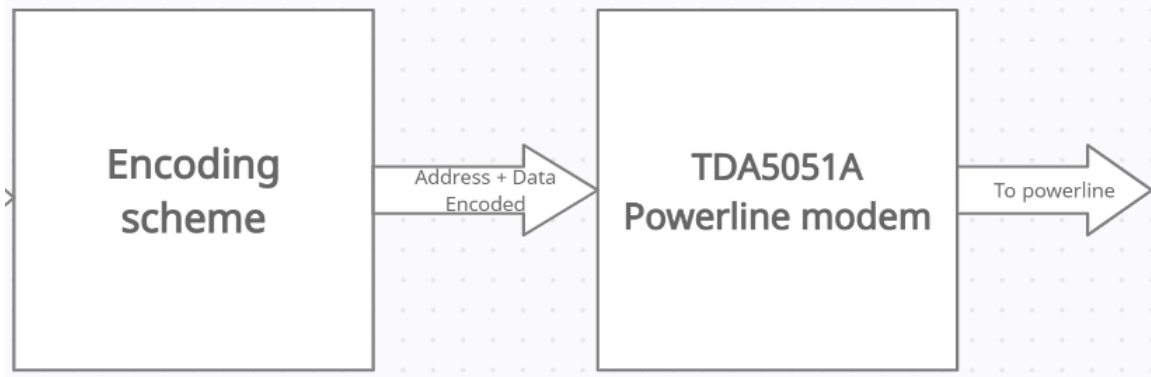 Encoding
scheme
Address + Data
Encoded
TDA5051A
Powerline modem
To powerline